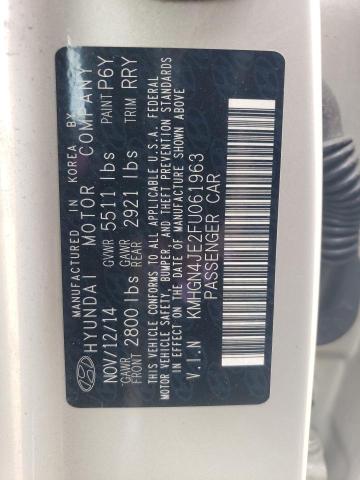 MANUFACTURED IN KOREA BY
HYUNDAI MOTOR COMPANY
NOV/12/14 GVWR 5511 lbs PAINT P6Y
GAWR FRONT 2800 lbs GAWR REAR 2921 lbs TRIM RRY
THIS VEHICLE CONFORMS TO ALL APPLICABLE U.S.A. FEDERAL
MOTOR VEHICLE SAFETY, BUMPER, AND THEFT PREVENTION STANDARDS
IN EFFECT ON THE DATE OF MANUFACTURE SHOWN ABOVE
V.I.N KMHGN4JE2FU061963
PASSENGER CAR